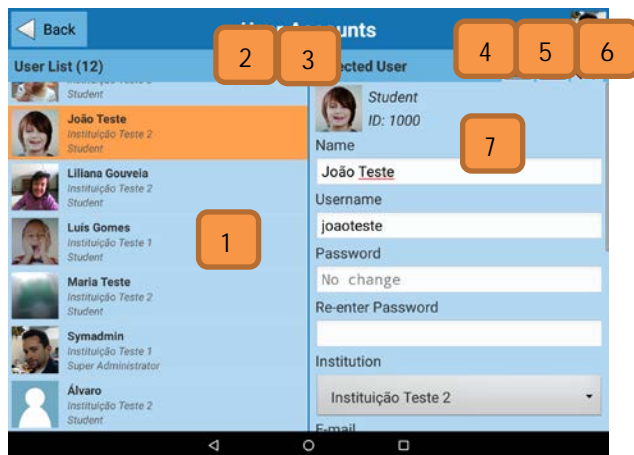 Back
User Accounts
2
3
4
5
6
User List (12)
Selected User
Student
João Teste
Instituição Teste 2
Student
Liliana Gouveia
Instituição Teste 2
Student
Luís Gomes
Instituição Teste 1
Student
Maria Teste
Instituição Teste 2
Student
Symadmin
Instituição Teste 1
Super Administrator
Álvaro
Instituição Teste 2
Student
1
Student
ID: 1000
7
Name
João Teste
Username
joaoteste
Password
No change
Re-enter Password
Institution
Instituição Teste 2
E-mail